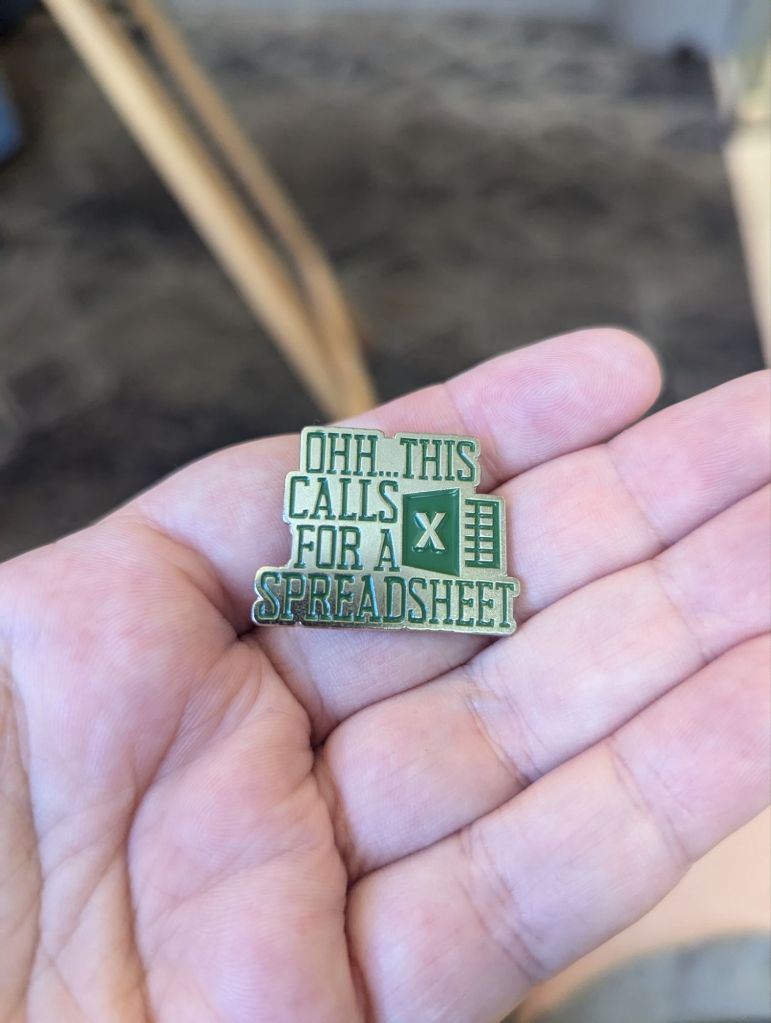 OHH...THIS
CALLS
FOR A
X
SPREADSHEET